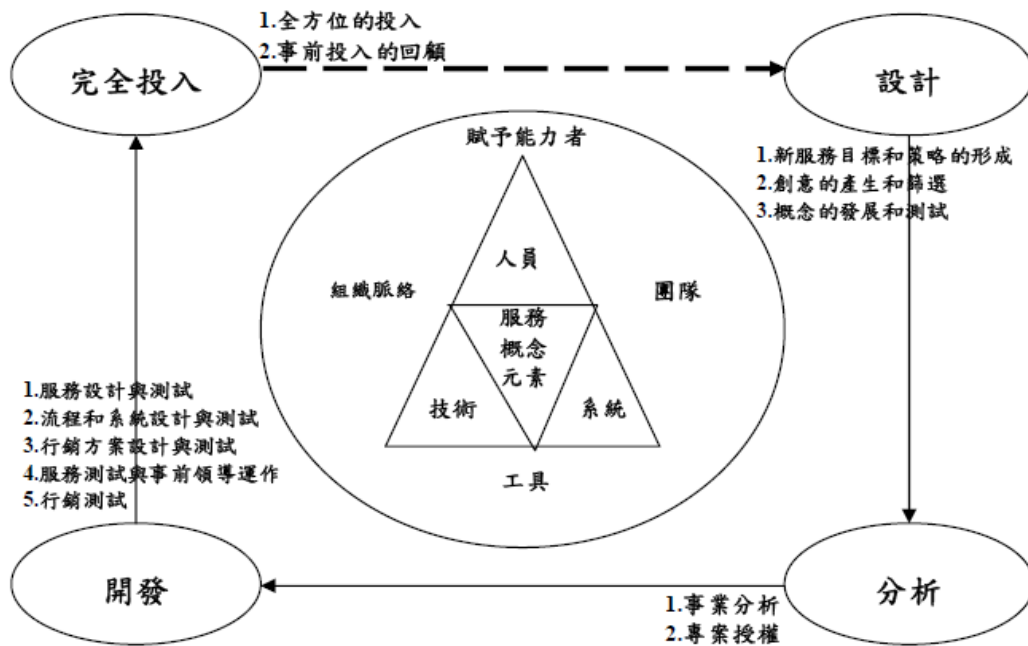 1.全方位的投入
2.事前投入的回顧
完全投入
設計
賦予能力者
1.新服務目標和策略的形成
2.創意的產生和篩選
3.概念的發展和測試
人員
組織脈絡
團隊
服務
概念
元素
技術
系統
工具
1.服務設計與測試
2.流程和系統設計與測試
3.行銷方案設計與測試
4.服務測試與事前領導運作
5.行銷測試
開發
分析
1.事業分析
2.專案授權